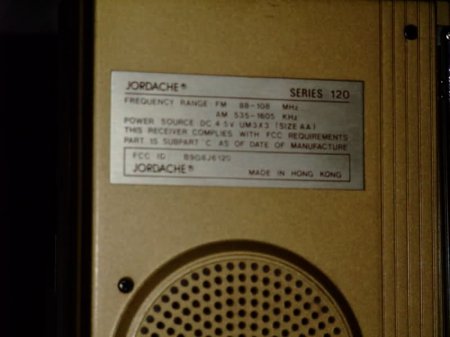 JORDACHE® SERIES 120
FREQUENCY RANGE FM 88-108 MHz
AM 535-1605 KHz
POWER SOURCE DC 4.5V UM3X3 (SIZE AA)
THIS RECEIVER COMPLIES WITH FCC REQUIREMENTS
PART 15 SUBPART C AS OF DATE OF MANUFACTURE
FCC ID
JORDACHE® MADE IN HONG KONG